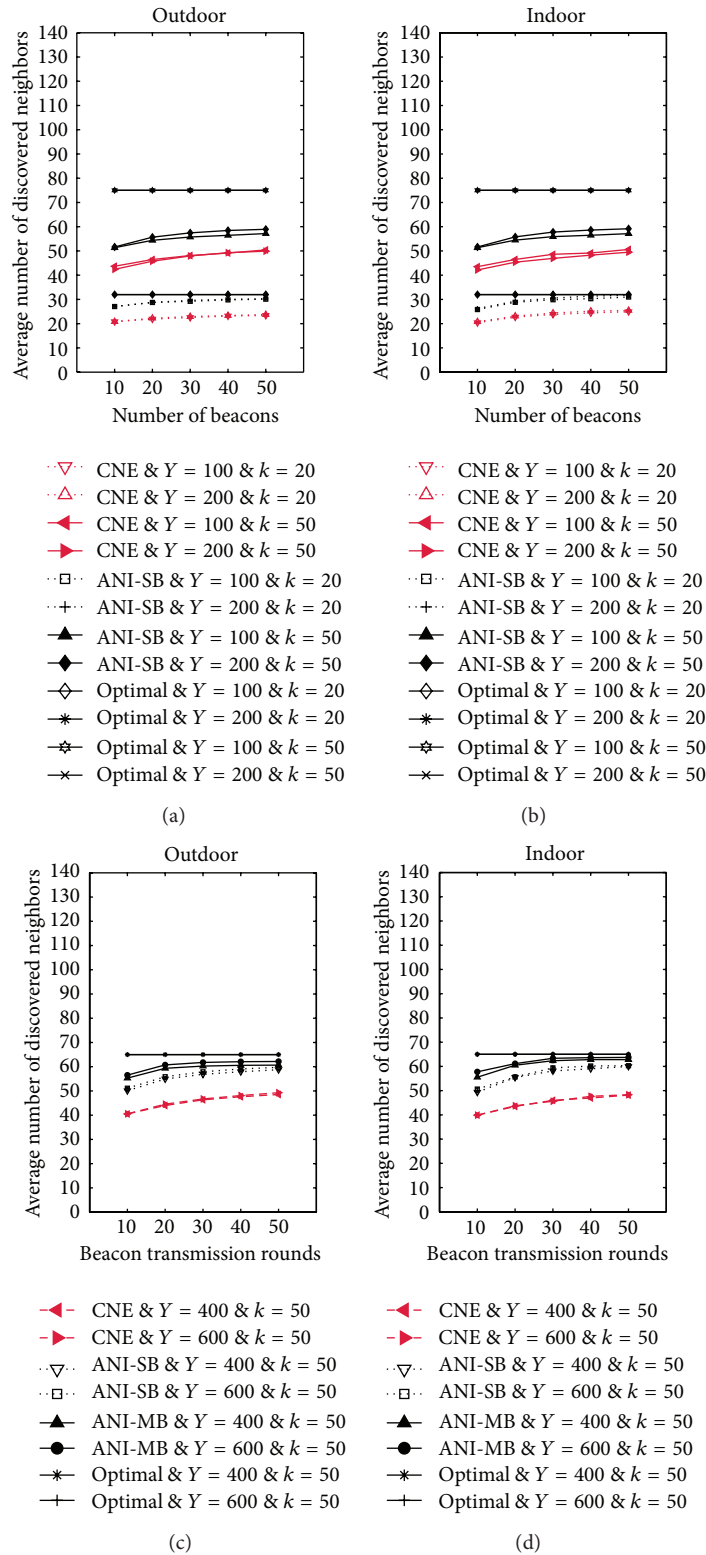 Outdoor
Average number of discovered neighbors
140
130
120
110
100
90
80
70
60
50
40
30
20
10
0
10 20 30 40 50
Number of beacons
CNE & Y = 100 & k = 20
CNE & Y = 200 & k = 20
CNE & Y = 100 & k = 50
CNE & Y = 200 & k = 50
ANI-SB & Y = 100 & k = 20
ANI-SB & Y = 200 & k = 20
ANI-SB & Y = 100 & k = 50
ANI-SB & Y = 200 & k = 50
Optimal & Y = 100 & k = 20
Optimal & Y = 200 & k = 20
Optimal & Y = 100 & k = 50
Optimal & Y = 200 & k = 50
(a)
Indoor
Average number of discovered neighbors
140
130
120
110
100
90
80
70
60
50
40
30
20
10
0
10 20 30 40 50
Number of beacons
CNE & Y = 100 & k = 20
CNE & Y = 200 & k = 20
CNE & Y = 100 & k = 50
CNE & Y = 200 & k = 50
ANI-SB & Y = 100 & k = 20
ANI-SB & Y = 200 & k = 20
ANI-SB & Y = 100 & k = 50
ANI-SB & Y = 200 & k = 50
Optimal & Y = 100 & k = 20
Optimal & Y = 200 & k = 20
Optimal & Y = 100 & k = 50
Optimal & Y = 200 & k = 50
(b)
Outdoor
Average number of discovered neighbors
140
130
120
110
100
90
80
70
60
50
40
30
20
10
0
10 20 30 40 50
Beacon transmission rounds
CNE & Y = 400 & k = 50
CNE & Y = 600 & k = 50
ANI-SB & Y = 400 & k = 50
ANI-SB & Y = 600 & k = 50
ANI-MB & Y = 400 & k = 50
ANI-MB & Y = 600 & k = 50
Optimal & Y = 400 & k = 50
Optimal & Y = 600 & k = 50
(c)
Indoor
Average number of discovered neighbors
140
130
120
110
100
90
80
70
60
50
40
30
20
10
0
10 20 30 40 50
Beacon transmission rounds
CNE & Y = 400 & k = 50
CNE & Y = 600 & k = 50
ANI-SB & Y = 400 & k = 50
ANI-SB & Y = 600 & k = 50
ANI-MB & Y = 400 & k = 50
ANI-MB & Y = 600 & k = 50
Optimal & Y = 400 & k = 50
Optimal & Y = 600 & k = 50
(d)